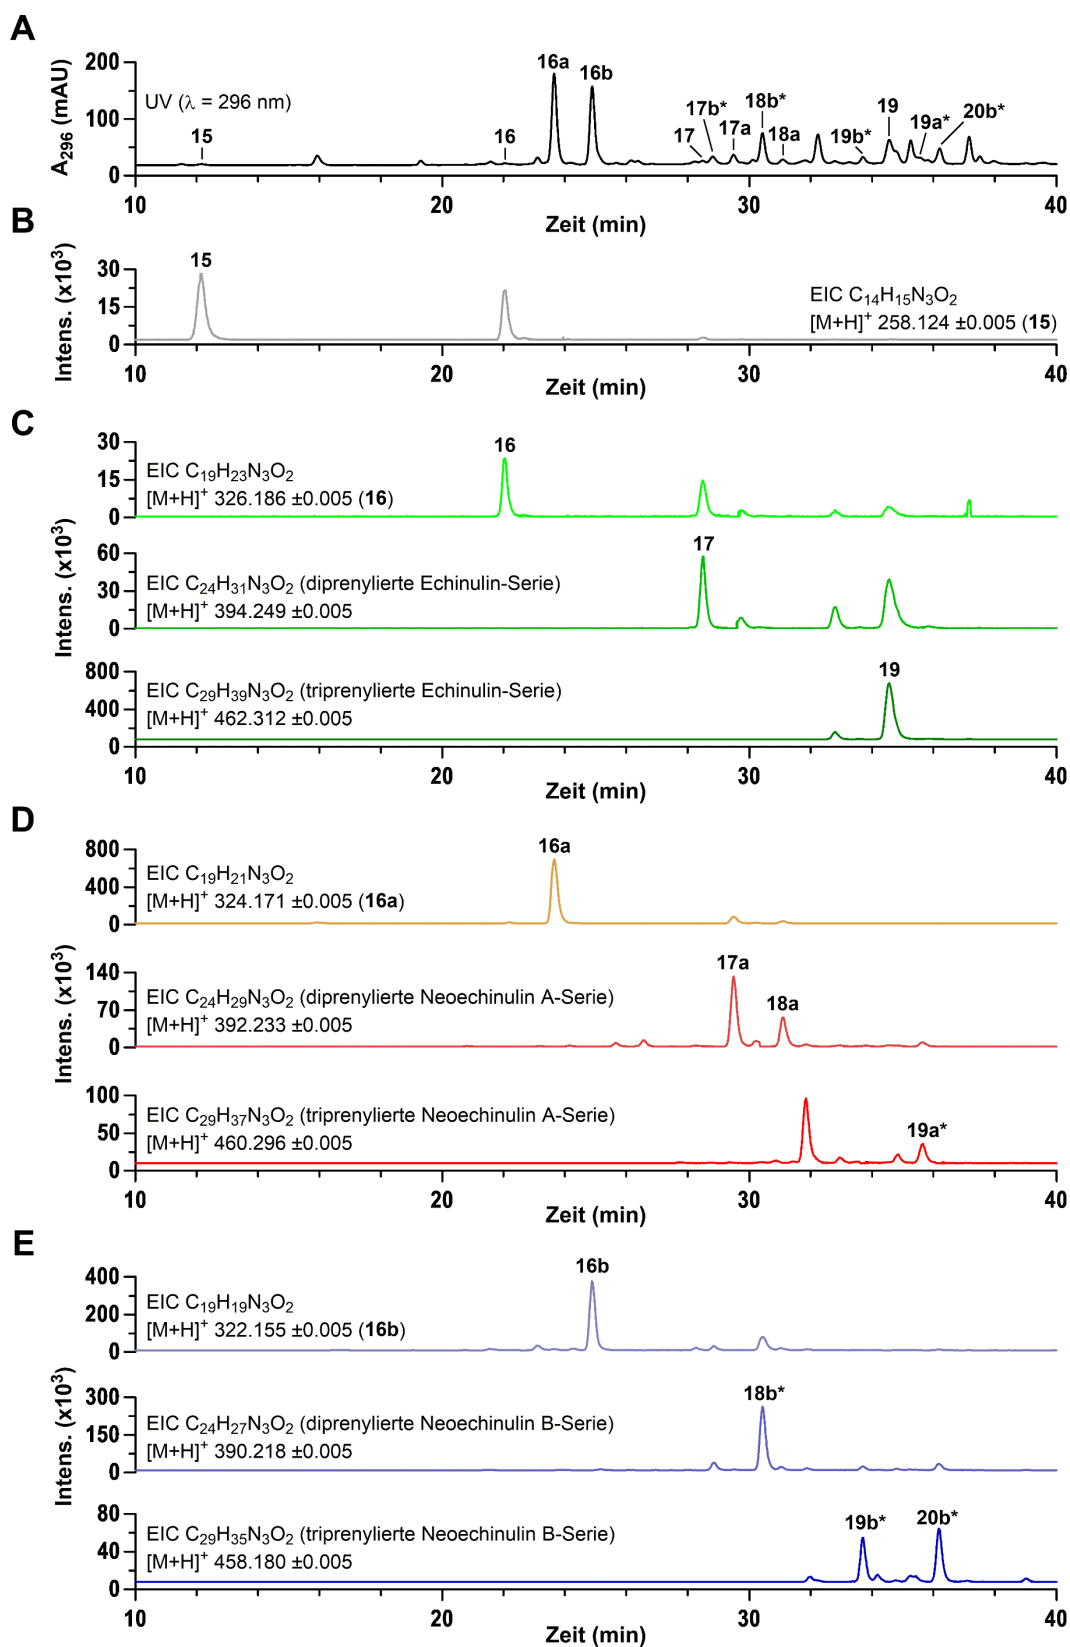 A
200
100
0
A296 (mAU)
UV (λ = 296 nm)
15
16
16a
16b
17
17b*
17a
18b*
18a
19b*
19
19a*
20b*
10
20
30
40
Zeit (min)
B
30
15
0
Intens. (x10³)
15
EIC C₁₄H₁₅N₃O₂
[M+H]⁺ 258.124 ±0.005 (15)
10
20
30
40
Zeit (min)
C
30
15
0
16
EIC C₁₉H₂₃N₃O₂
[M+H]⁺ 326.186 ±0.005 (16)
Intens. (x10³)
60
30
0
17
EIC C₂₄H₃₁N₃O₂ (diprenylierte Echinulin-Serie)
[M+H]⁺ 394.249 ±0.005
800
400
0
19
EIC C₂₉H₃₉N₃O₂ (triprenylierte Echinulin-Serie)
[M+H]⁺ 462.312 ±0.005
10
20
30
40
Zeit (min)
D
800
400
0
16a
EIC C₁₉H₂₁N₃O₂
[M+H]⁺ 324.171 ±0.005 (16a)
Intens. (x10³)
140
70
0
17a
18a
EIC C₂₄H₂₉N₃O₂ (diprenylierte Neoechinulin A-Serie)
[M+H]⁺ 392.233 ±0.005
100
50
0
EIC C₂₉H₃₇N₃O₂ (triprenylierte Neoechinulin A-Serie)
[M+H]⁺ 460.296 ±0.005
19a*
10
20
30
40
Zeit (min)
E
400
200
0
16b
EIC C₁₉H₁₉N₃O₂
[M+H]⁺ 322.155 ±0.005 (16b)
Intens. (x10³)
300
150
0
18b*
EIC C₂₄H₂₇N₃O₂ (diprenylierte Neoechinulin B-Serie)
[M+H]⁺ 390.218 ±0.005
80
40
0
19b*
20b*
EIC C₂₉H₃₅N₃O₂ (triprenylierte Neoechinulin B-Serie)
[M+H]⁺ 458.180 ±0.005
10
20
30
40
Zeit (min)